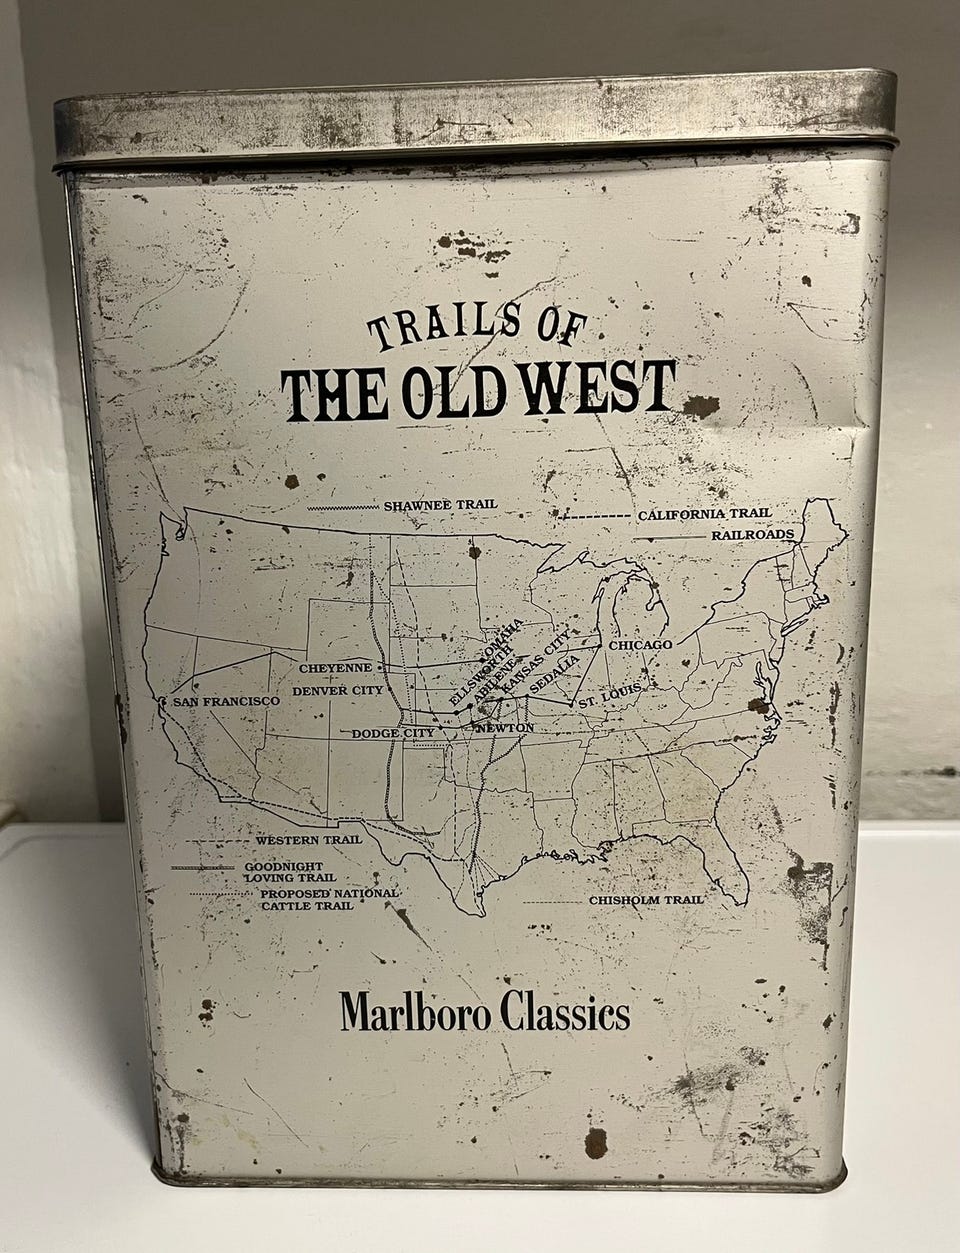 TRAILS OF
THE OLD WEST
SHAWNEE TRAIL
CALIFORNIA TRAIL
RAILROADS
OMAHA
CHICAGO
CHEYENNE
ELLSWORTH
ABILENE
KANSAS CITY
SEDALIA
DENVER CITY
SAN FRANCISCO
ST. LOUIS
DODGE CITY
NEWTON
WESTERN TRAIL
GOODNIGHT
LOVING TRAIL
PROPOSED NATIONAL
CATTLE TRAIL
CHISHOLM TRAIL
Marlboro Classics